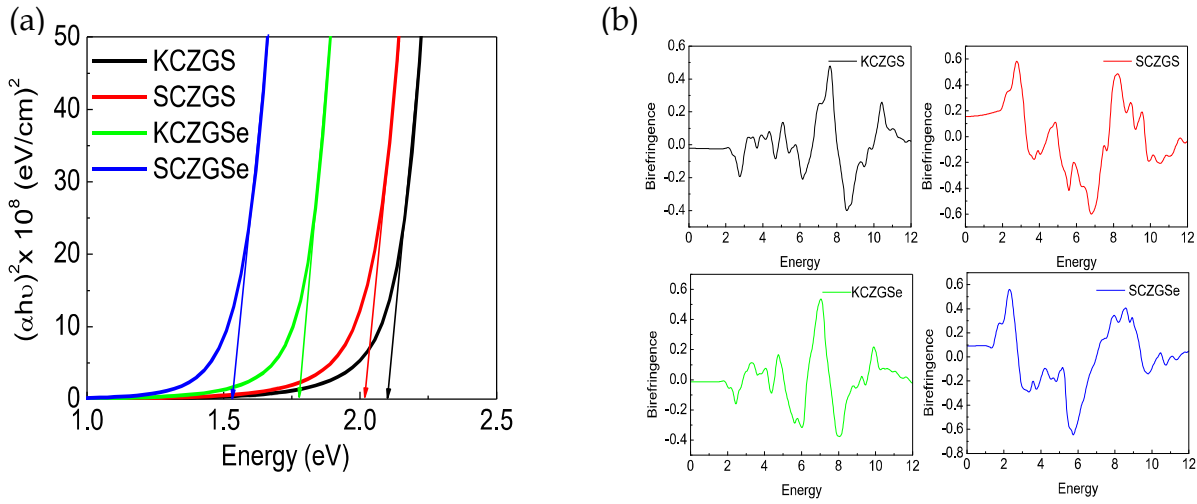 (a)
50
40
30
20
10
0
(αhυ)² x 10⁸ (eV/cm)²
KCZGS
SCZGS
KCZGSe
SCZGSe
1.0 1.5 2.0 2.5
Energy (eV)
(b)
0.6
0.4
0.2
0.0
-0.2
-0.4
Birefringence
KCZGS
0 2 4 6 8 10 12
Energy
0.6
0.4
0.2
0.0
-0.2
-0.4
-0.6
Birefringence
SCZGS
0 2 4 6 8 10 12
Energy
0.6
0.4
0.2
0.0
-0.2
-0.4
Birefringence
KCZGSe
0 2 4 6 8 10 12
Energy
0.6
0.4
0.2
0.0
-0.2
-0.4
-0.6
-0.8
Birefringence
SCZGSe
0 2 4 6 8 10 12
Energy